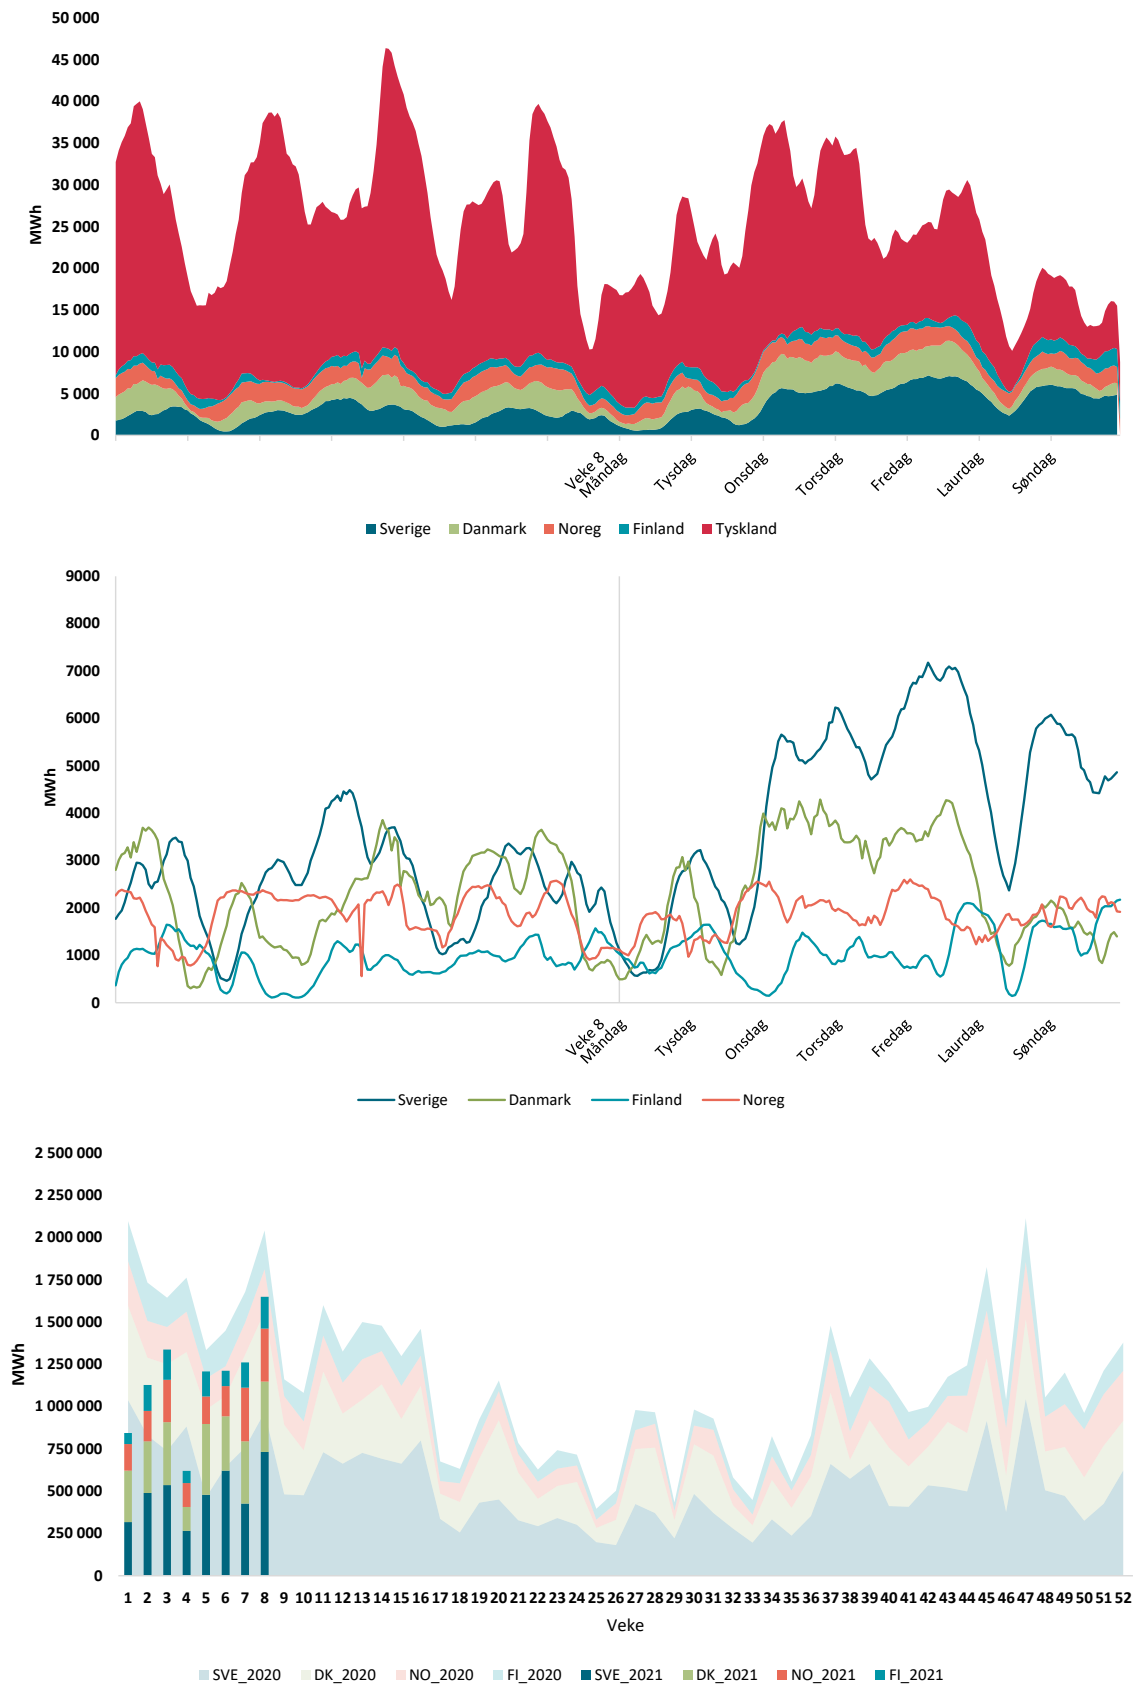 50 000
45 000
40 000
35 000
30 000
25 000
20 000
15 000
10 000
5 000
0
MWh
Veke 8
Måndag
Tysdag
Onsdag
Torsdag
Fredag
Laurdag
Søndag
Sverige Danmark Noreg Finland Tyskland
9000
8000
7000
6000
5000
4000
3000
2000
1000
0
MWh
Veke 8
Måndag
Tysdag
Onsdag
Torsdag
Fredag
Laurdag
Søndag
Sverige Danmark Finland Noreg
2 500 000
2 250 000
2 000 000
1 750 000
1 500 000
1 250 000
1 000 000
750 000
500 000
250 000
0
MWh
1 2 3 4 5 6 7 8 9 10 11 12 13 14 15 16 17 18 19 20 21 22 23 24 25 26 27 28 29 30 31 32 33 34 35 36 37 38 39 40 41 42 43 44 45 46 47 48 49 50 51 52
Veke
SVE_2020 DK_2020 NO_2020 FI_2020 SVE_2021 DK_2021 NO_2021 FI_2021